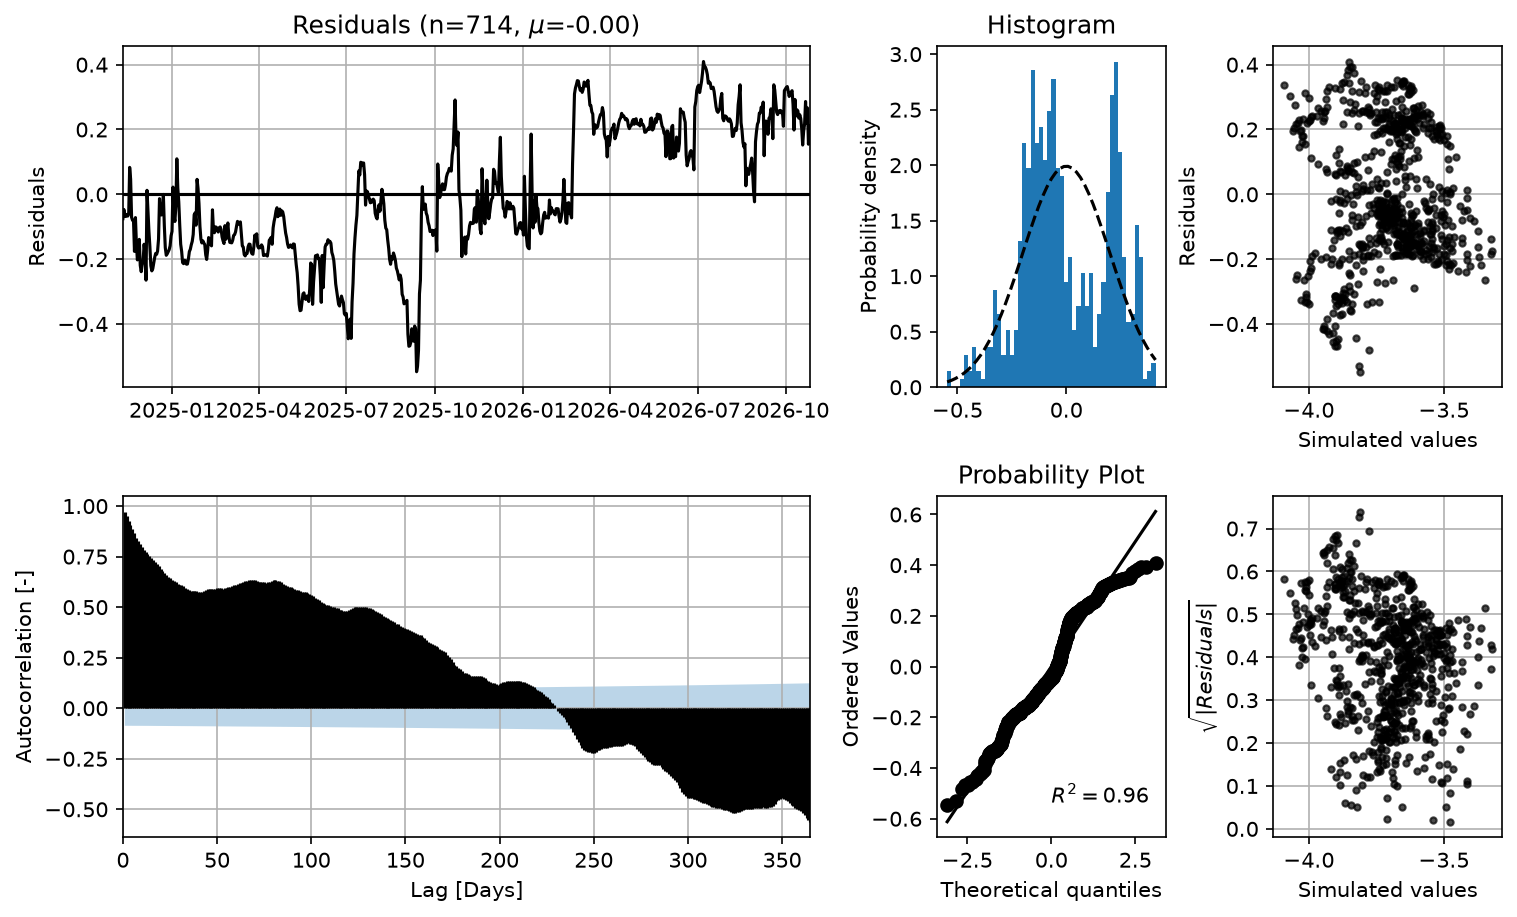 Residuals (n=714, μ=-0.00)
Residuals
0.4
0.2
0.0
−0.2
−0.4
2025-01 2025-04 2025-07 2025-10 2026-01 2026-04 2026-07 2026-10
Histogram
Probability density
3.0
2.5
2.0
1.5
1.0
0.5
0.0
−0.5 0.0
Residuals
0.4
0.2
0.0
−0.2
−0.4
−4.0 −3.5
Simulated values
Autocorrelation [-]
1.00
0.75
0.50
0.25
0.00
−0.25
−0.50
0 50 100 150 200 250 300 350
Lag [Days]
Probability Plot
Ordered Values
0.6
0.4
0.2
0.0
−0.2
−0.4
−0.6
R² = 0.96
−2.5 0.0 2.5
Theoretical quantiles
√|Residuals|
0.7
0.6
0.5
0.4
0.3
0.2
0.1
0.0
−4.0 −3.5
Simulated values